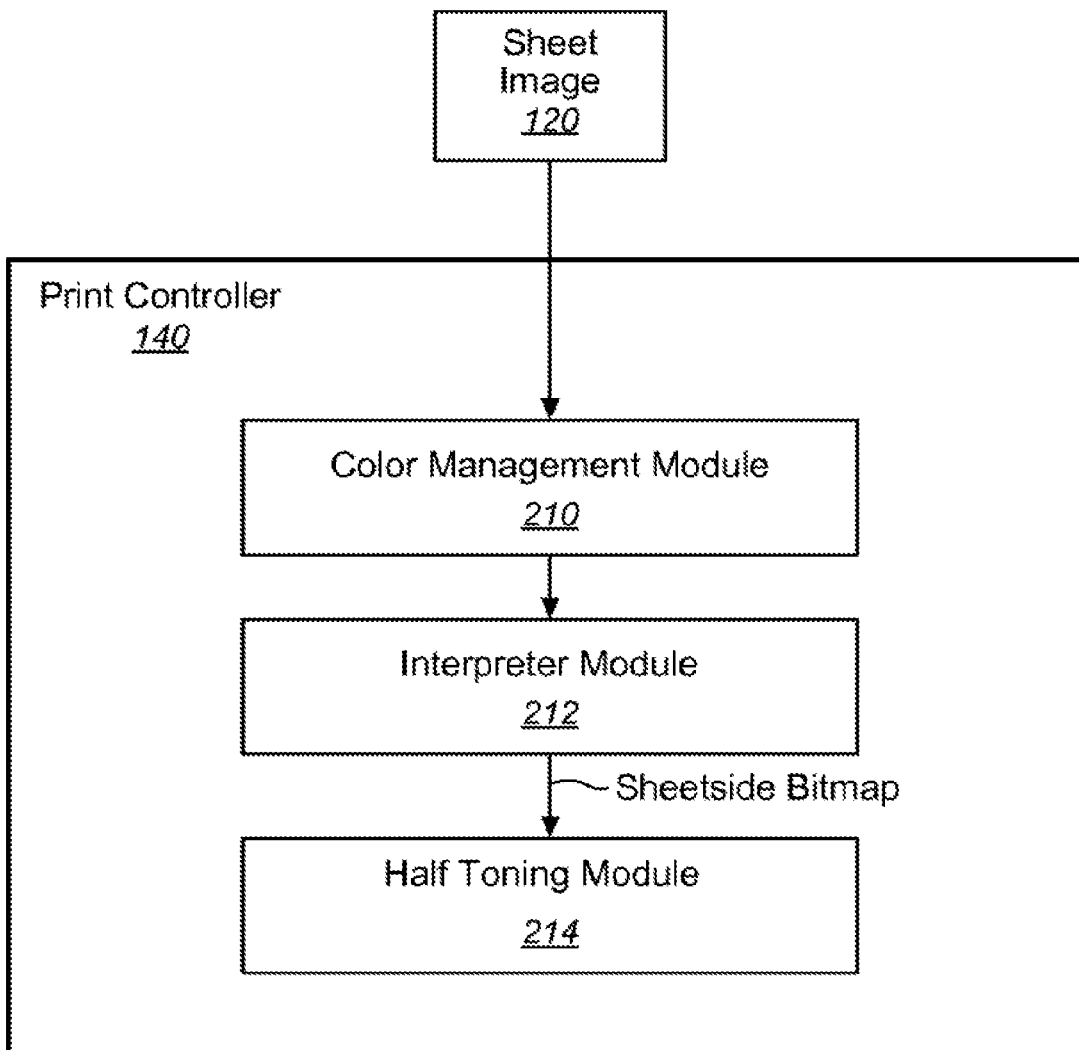 Sheet
Image
120
Print Controller
140
Color Management Module
210
Interpreter Module
212
Sheetside Bitmap
Half Toning Module
214